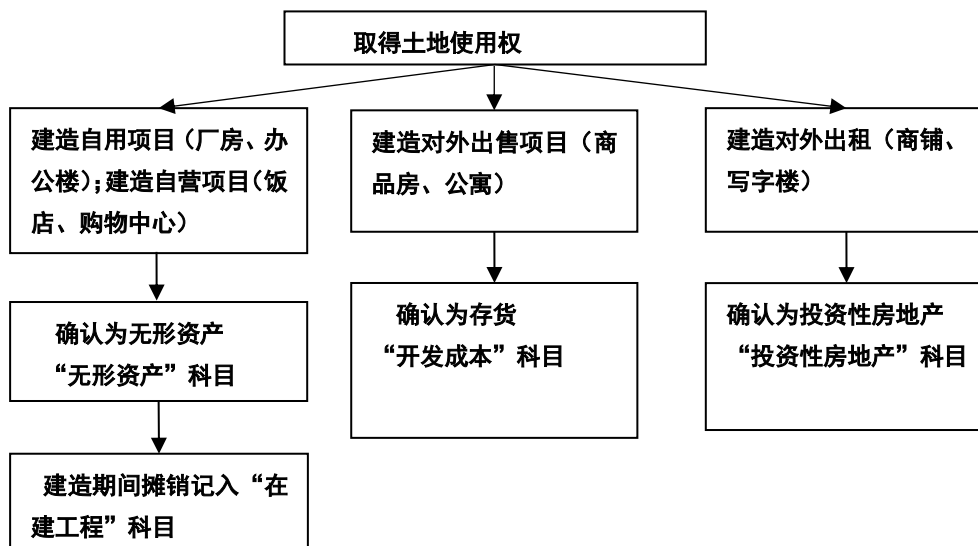 取得土地使用权
建造自用项目（厂房、办
公楼）；建造自营项目（饭
店、购物中心）
建造对外出售项目（商
品房、公寓）
建造对外出租（商铺、
写字楼）
确认为无形资产
“无形资产”科目
确认为存货
“开发成本”科目
确认为投资性房地产
“投资性房地产”科目
建造期间摊销记入“在
建工程”科目